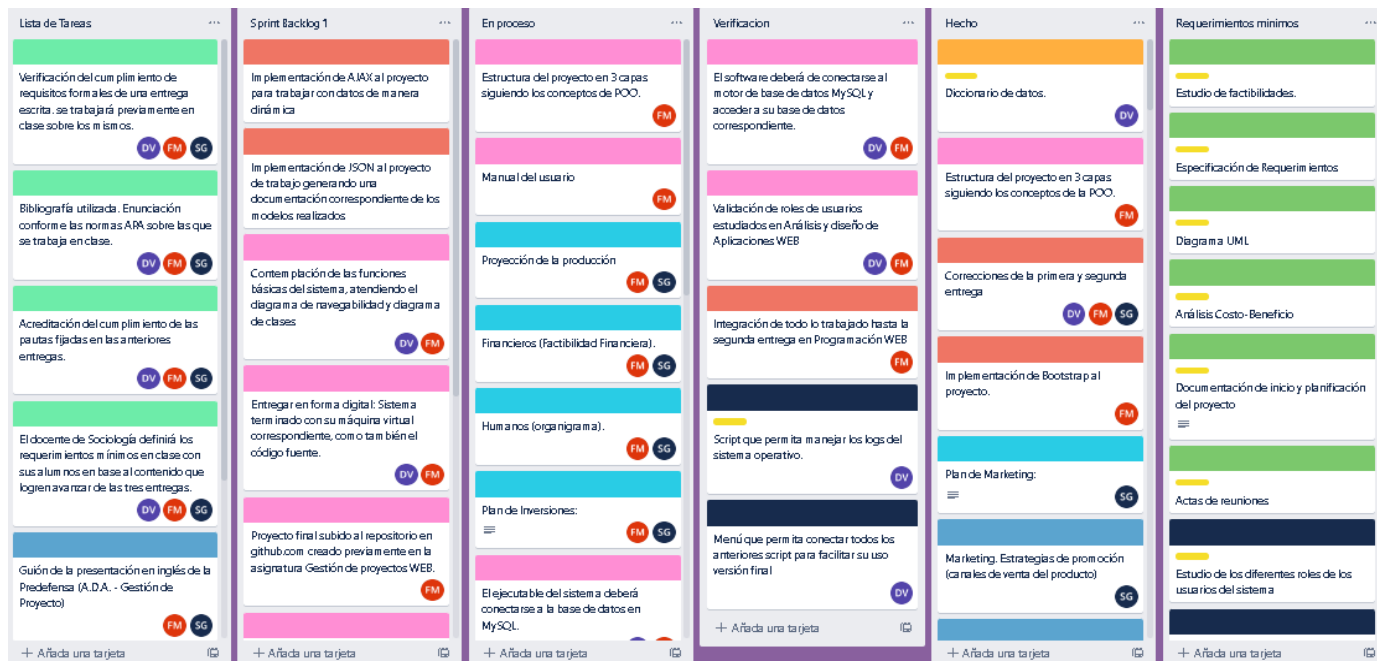 Lista de Tareas
Verificación del cumplimiento de
requisitos formales de una entrega
escrita. se trabajará previamente en
clase sobre los mismos.
DV FM SG
Bibliografía utilizada. Enunciación
conforme las normas APA sobre las que
se trabaja en clase.
DV FM SG
Acreditación del cumplimiento de las
pautas fijadas en las anteriores
entregas.
DV FM SG
El docente de Sociología definirá los
requerimientos mínimos en clase con
sus alumnos en base al contenido que
logren avanzar de las tres entregas.
DV FM SG
Guión de la presentación en inglés de la
Predefensa (A.D.A. - Gestión de
Proyecto)
FM SG
+ Añada una tarjeta
Sprint Backlog 1
Implementación de AJAX al proyecto
para trabajar con datos de manera
dinámica
Implementación de JSON al proyecto
de trabajo generando una
documentación correspondiente de los
modelos realizados
Contemplación de las funciones
básicas del sistema, atendiendo el
diagrama de navegabilidad y diagrama
de clases
DV FM
Entregar en forma digital: Sistema
terminado con su máquina virtual
correspondiente, como también el
código fuente.
DV FM
Proyecto final subido al repositorio en
github.com creado previamente en la
asignatura Gestión de proyectos WEB.
FM
+ Añada una tarjeta
En proceso
Estructura del proyecto en 3 capas
siguiendo los conceptos de POO.
FM
Manual del usuario
FM
Proyección de la producción
FM SG
Financieros (Factibilidad Financiera).
FM SG
Humanos (organigrama).
FM SG
Plan de Inversiones:
FM SG
El ejecutable del sistema deberá
conectarse a la base de datos en
MySQL.
+ Añada una tarjeta
Verificacion
El software deberá de conectarse al
motor de base de datos MySQL y
acceder a su base de datos
correspondiente.
DV FM
Validación de roles de usuarios
estudiados en Análisis y diseño de
Aplicaciones WEB
DV FM
Integración de todo lo trabajado hasta la
segunda entrega en Programación WEB
FM
Script que permita manejar los logs del
sistema operativo.
DV
Menú que permita conectar todos los
anteriores script para facilitar su uso
versión final
DV
+ Añada una tarjeta
Hecho
Diccionario de datos.
DV
Estructura del proyecto en 3 capas
siguiendo los conceptos de la POO.
FM
Correcciones de la primera y segunda
entrega
DV FM SG
Implementación de Bootstrap al
proyecto.
FM
Plan de Marketing:
SG
Marketing. Estrategias de promoción
(canales de venta del producto)
SG
+ Añada una tarjeta
Requerimientos minimos
Estudio de factibilidades.
Especificación de Requerimientos
Diagrama UML
Análisis Costo-Beneficio
Documentación de inicio y planificación
del proyecto
Actas de reuniones
Estudio de los diferentes roles de los
usuarios del sistema
+ Añada una tarjeta